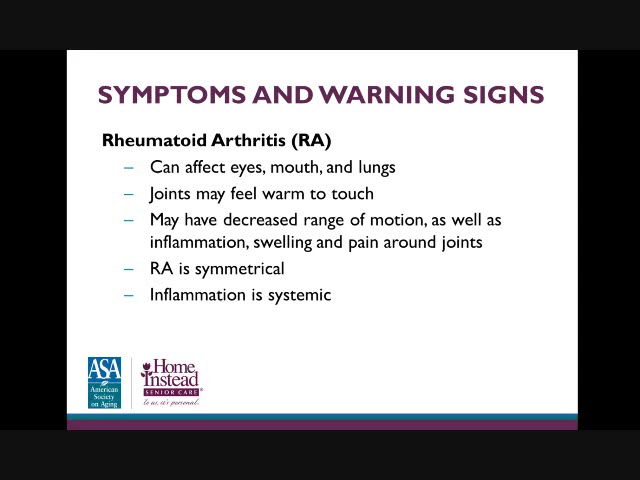 SYMPTOMS AND WARNING SIGNS
Rheumatoid Arthritis (RA)
– Can affect eyes, mouth, and lungs
– Joints may feel warm to touch
– May have decreased range of motion, as well as
inflammation, swelling and pain around joints
– RA is symmetrical
– Inflammation is systemic
ASA
American
Society
on Aging
Home
Instead
SENIOR CARE®
to us, it's personal.